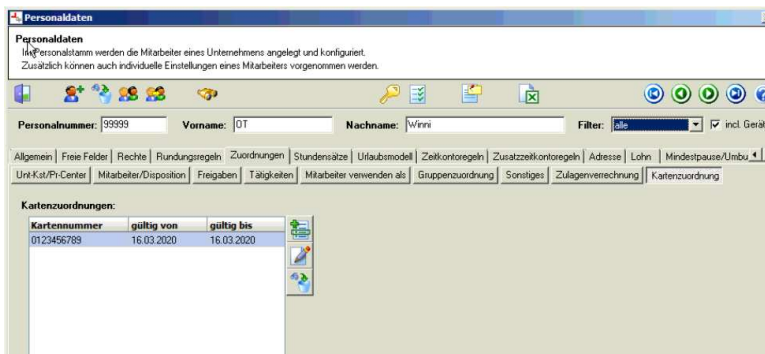 Personaldaten
Personaldaten
Im Personalstamm werden die Mitarbeiter eines Unternehmens angelegt und konfiguriert.
Zusätzlich können auch individuelle Einstellungen eines Mitarbeiters vorgenommen werden.
Personalnummer: 99999 Vorname: OT Nachname: Winni Filter: alle incl. Gerät
Allgemein Freie Felder Rechte Rundungsregeln Zuordnungen Stundensätze Urlaubsmodell Zeitkontoregeln Zusatzzeitkontoregeln Adresse Lohn Mindestpause/Umbu
Unt-Kst/Pr-Center Mitarbeiter/Disposition Freigaben Tätigkeiten Mitarbeiter verwenden als Gruppenzuordnung Sonstiges Zulagenverrechnung Kartenzuordnung
Kartenzuordnungen:
Kartennummer gültig von gültig bis
0123456789 16.03.2020 16.03.2020